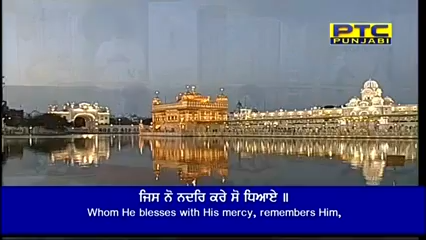 PTC
PUNJABI
ਜਿਸ ਨੋ ਨਦਰਿ ਕਰੇ ਸੋ ਧਿਆਏ ॥
Whom He blesses with His mercy, remembers Him,